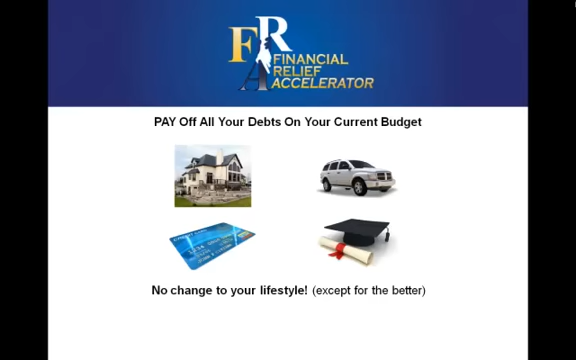 FR
FINANCIAL
RELIEF
ACCELERATOR
PAY Off All Your Debts On Your Current Budget
No change to your lifestyle! (except for the better)